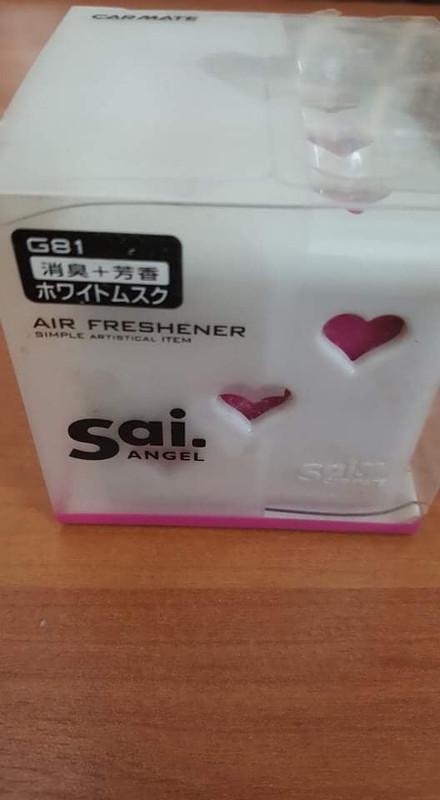 CARMATE
G81
消臭＋芳香
ホワイトムスク
AIR FRESHENER
SIMPLE ARTISTICAL ITEM
Sai.
ANGEL
Sai.